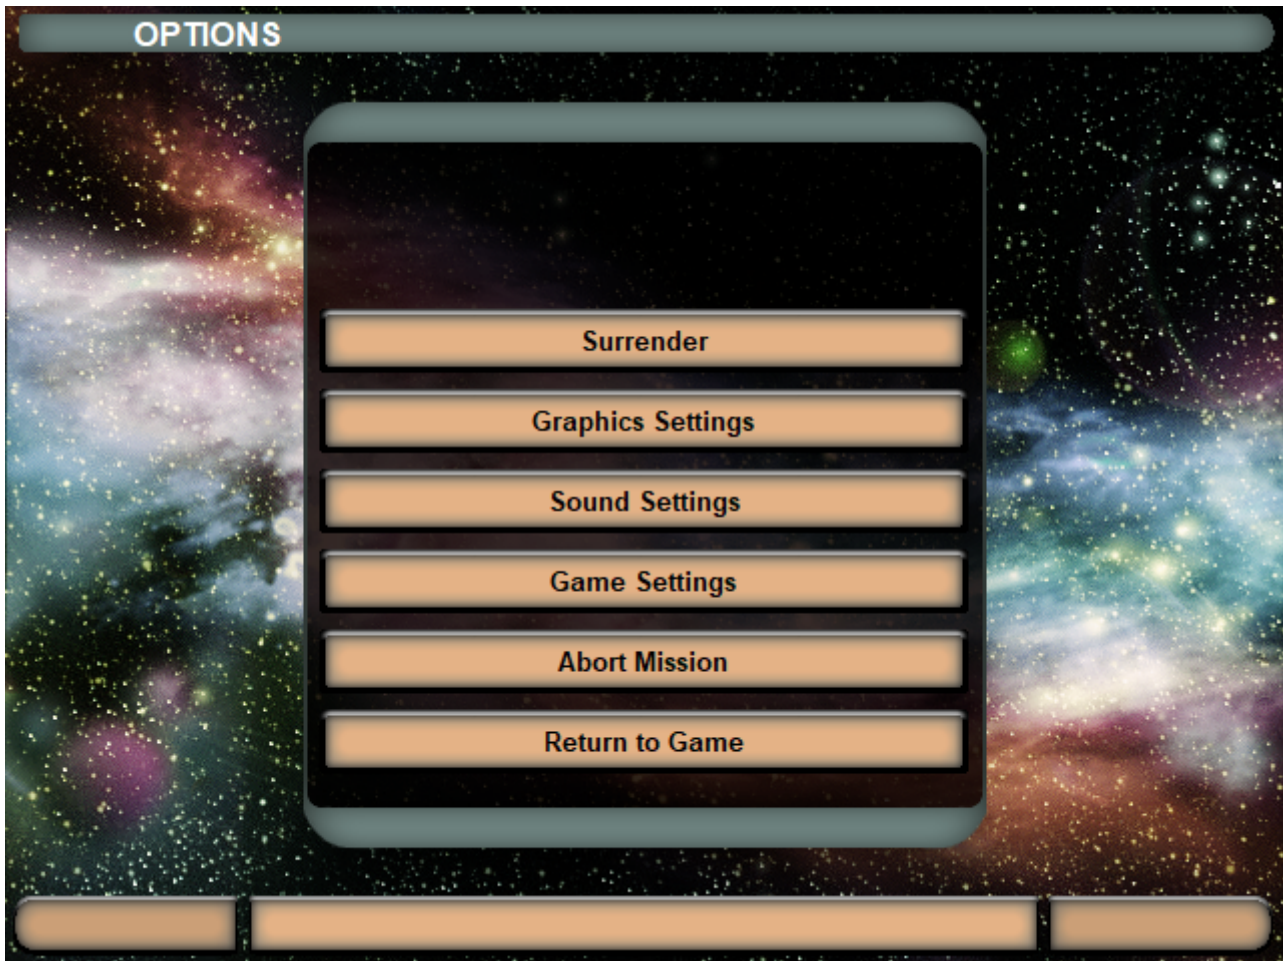 OPTIONS
Surrender
Graphics Settings
Sound Settings
Game Settings
Abort Mission
Return to Game